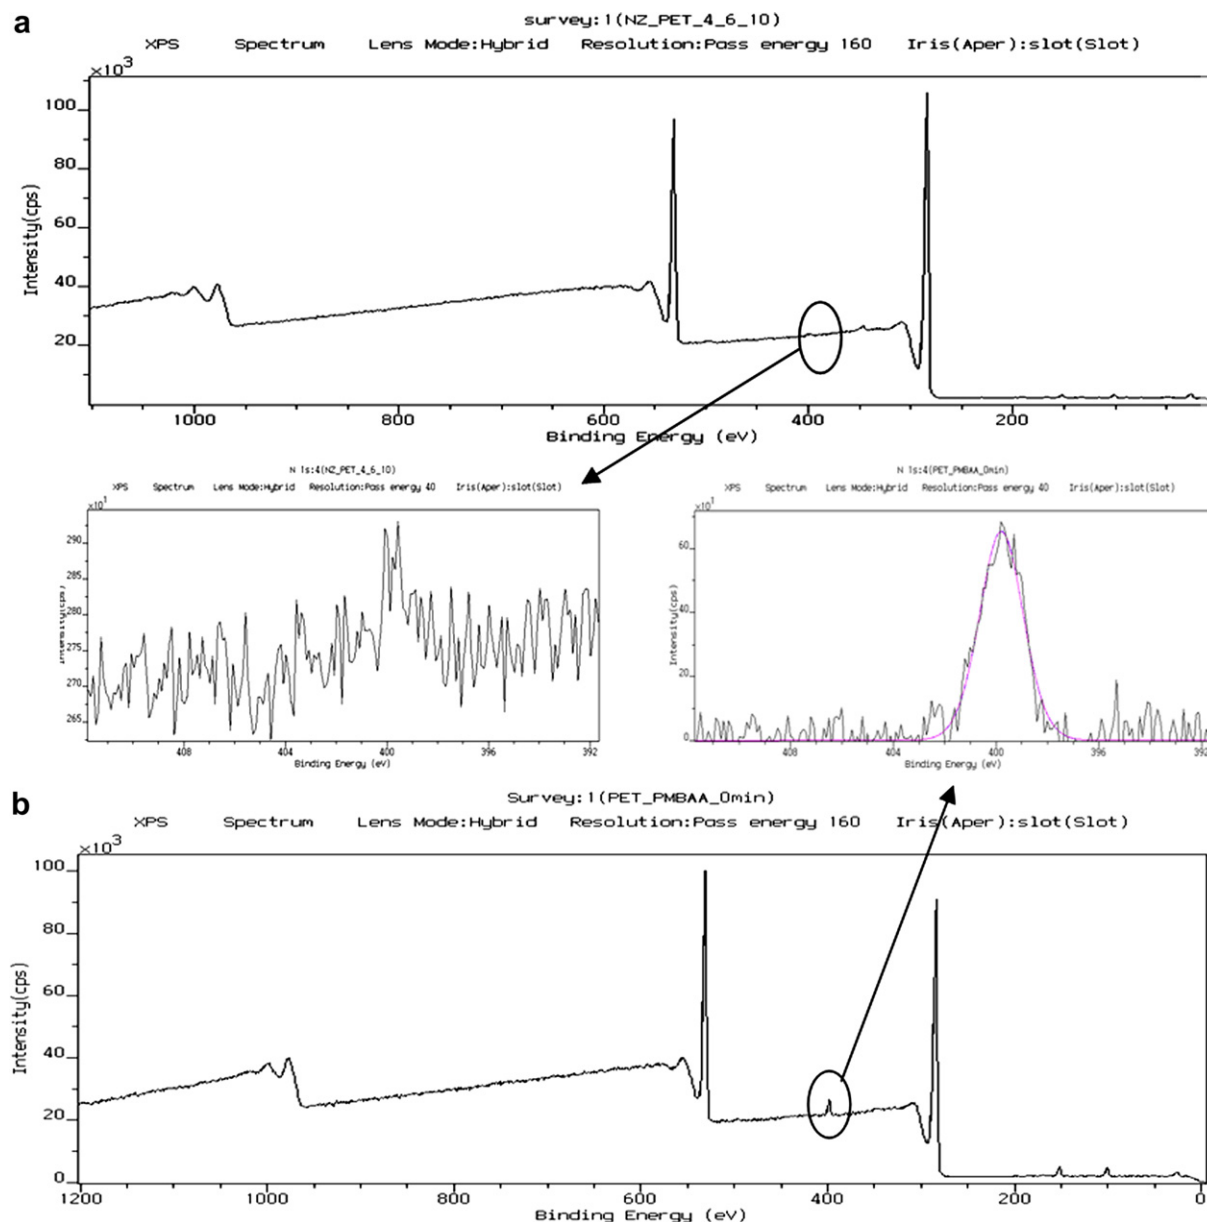 a
survey:1(NZ_PET_4_6_10)
XPS Spectrum Lens Mode:Hybrid Resolution:Pass energy 160 Iris(Aper):slot(Slot)
×10³
100
80
60
40
20
Intensity(cps)
1000 800 600 400 200
Binding Energy (eV)
N 1s:4(NZ_PET_4_6_10)
XPS Spectrum Lens Mode:Hybrid Resolution:Pass energy 40 Iris(Aper):slot(Slot)
×10¹
290
285
280
275
270
265
Intensity(cps)
408 404 400 396 392
Binding Energy (eV)
N 1s:4(PET_PMBAA_0min)
XPS Spectrum Lens Mode:Hybrid Resolution:Pass energy 40 Iris(Aper):slot(Slot)
×10¹
60
40
20
0
Intensity(cps)
408 404 400 396 392
Binding Energy (eV)
b
Survey:1(PET_PMBAA_0min)
XPS Spectrum Lens Mode:Hybrid Resolution:Pass energy 160 Iris(Aper):slot(Slot)
×10³
100
80
60
40
20
0
Intensity(cps)
1200 1000 800 600 400 200 0
Binding Energy (eV)